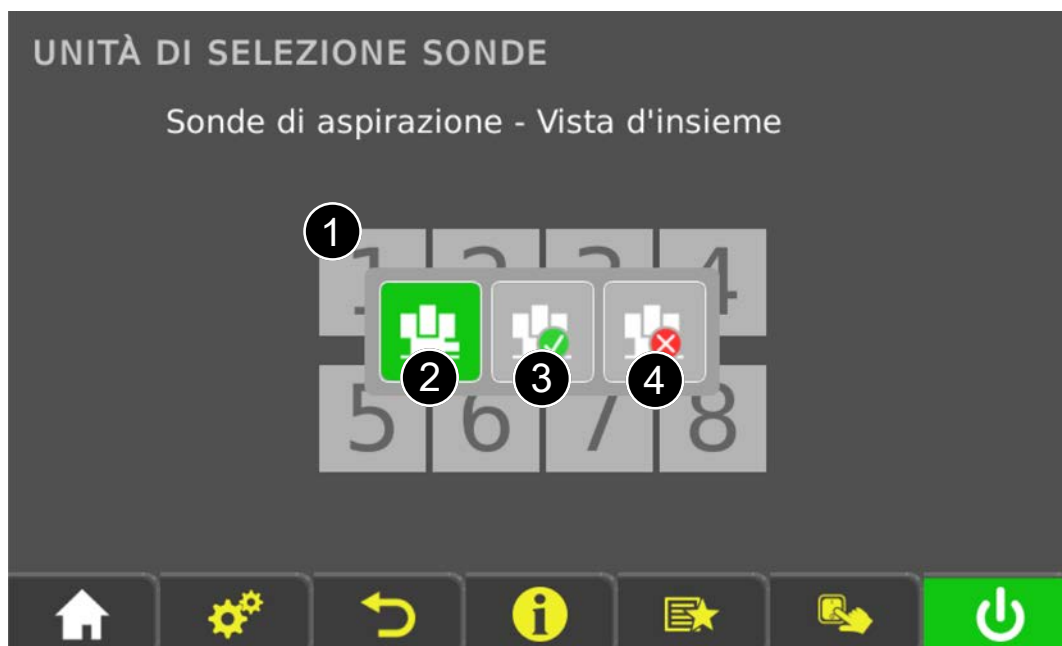 UNITÀ DI SELEZIONE SONDE
Sonde di aspirazione - Vista d'insieme
1
1 2 3 4
2 3 4
5 6 7 8